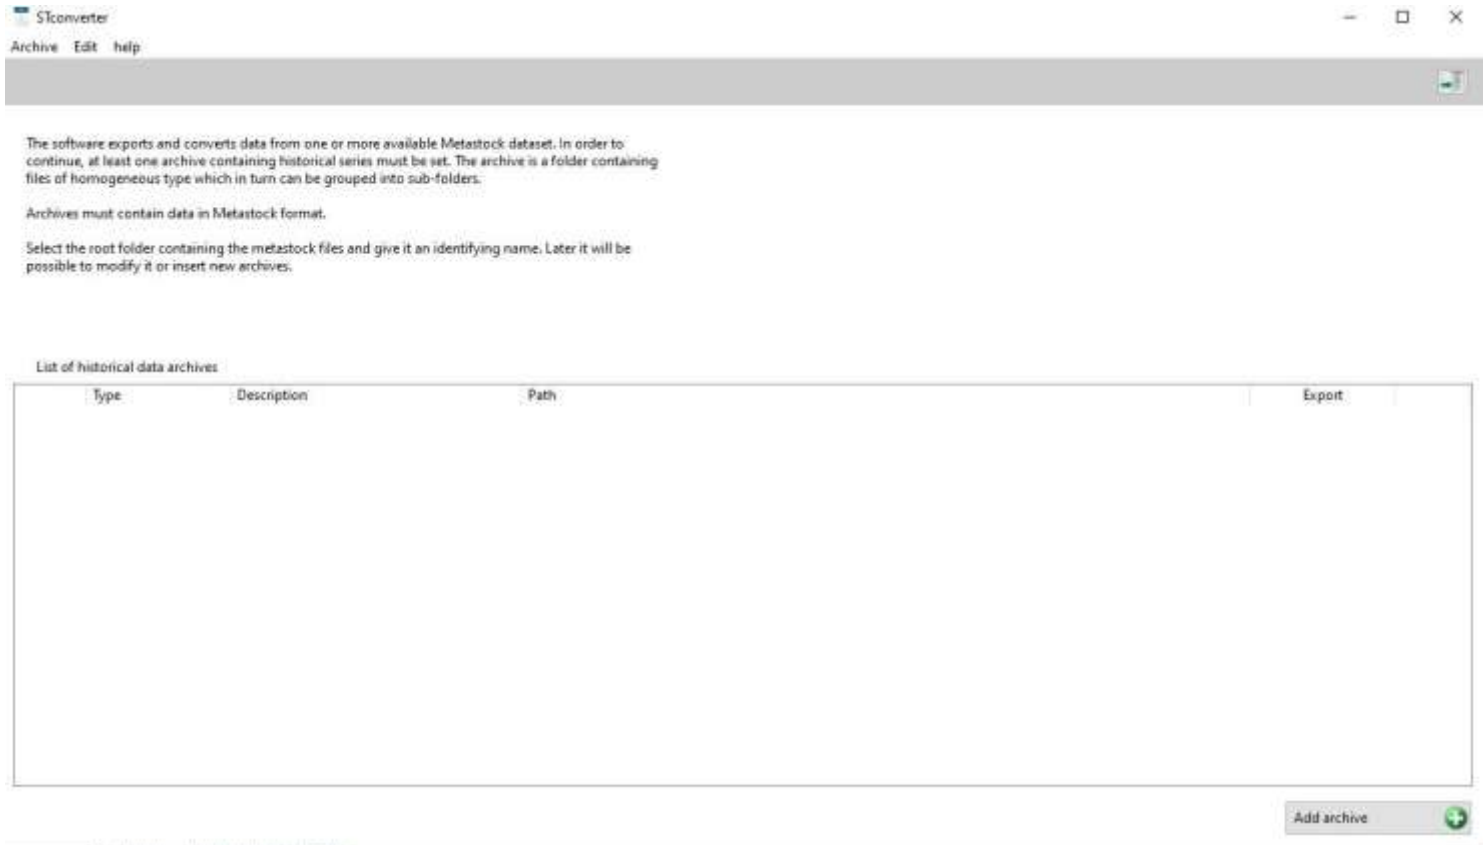 STconverter
Archive Edit help
The software exports and converts data from one or more available Metastock dataset. In order to
continue, at least one archive containing historical series must be set. The archive is a folder containing
files of homogeneous type which in turn can be grouped into sub-folders.
Archives must contain data in Metastock format.
Select the root folder containing the metastock files and give it an identifying name. Later it will be
possible to modify it or insert new archives.
List of historical data archives
Type Description Path Export
Add archive